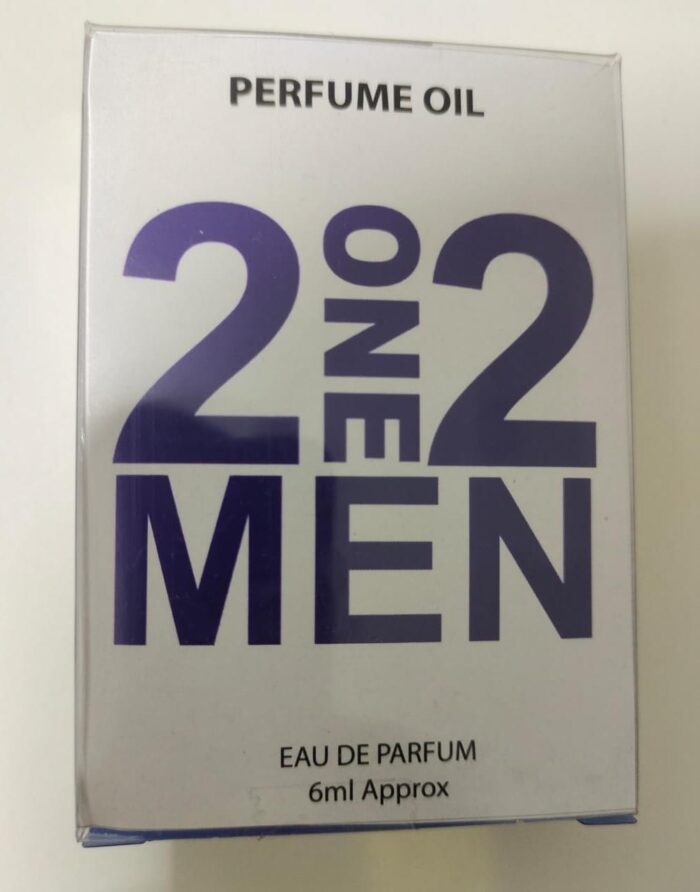 PERFUME OIL
2 ONE 2
MEN
EAU DE PARFUM
6ml Approx